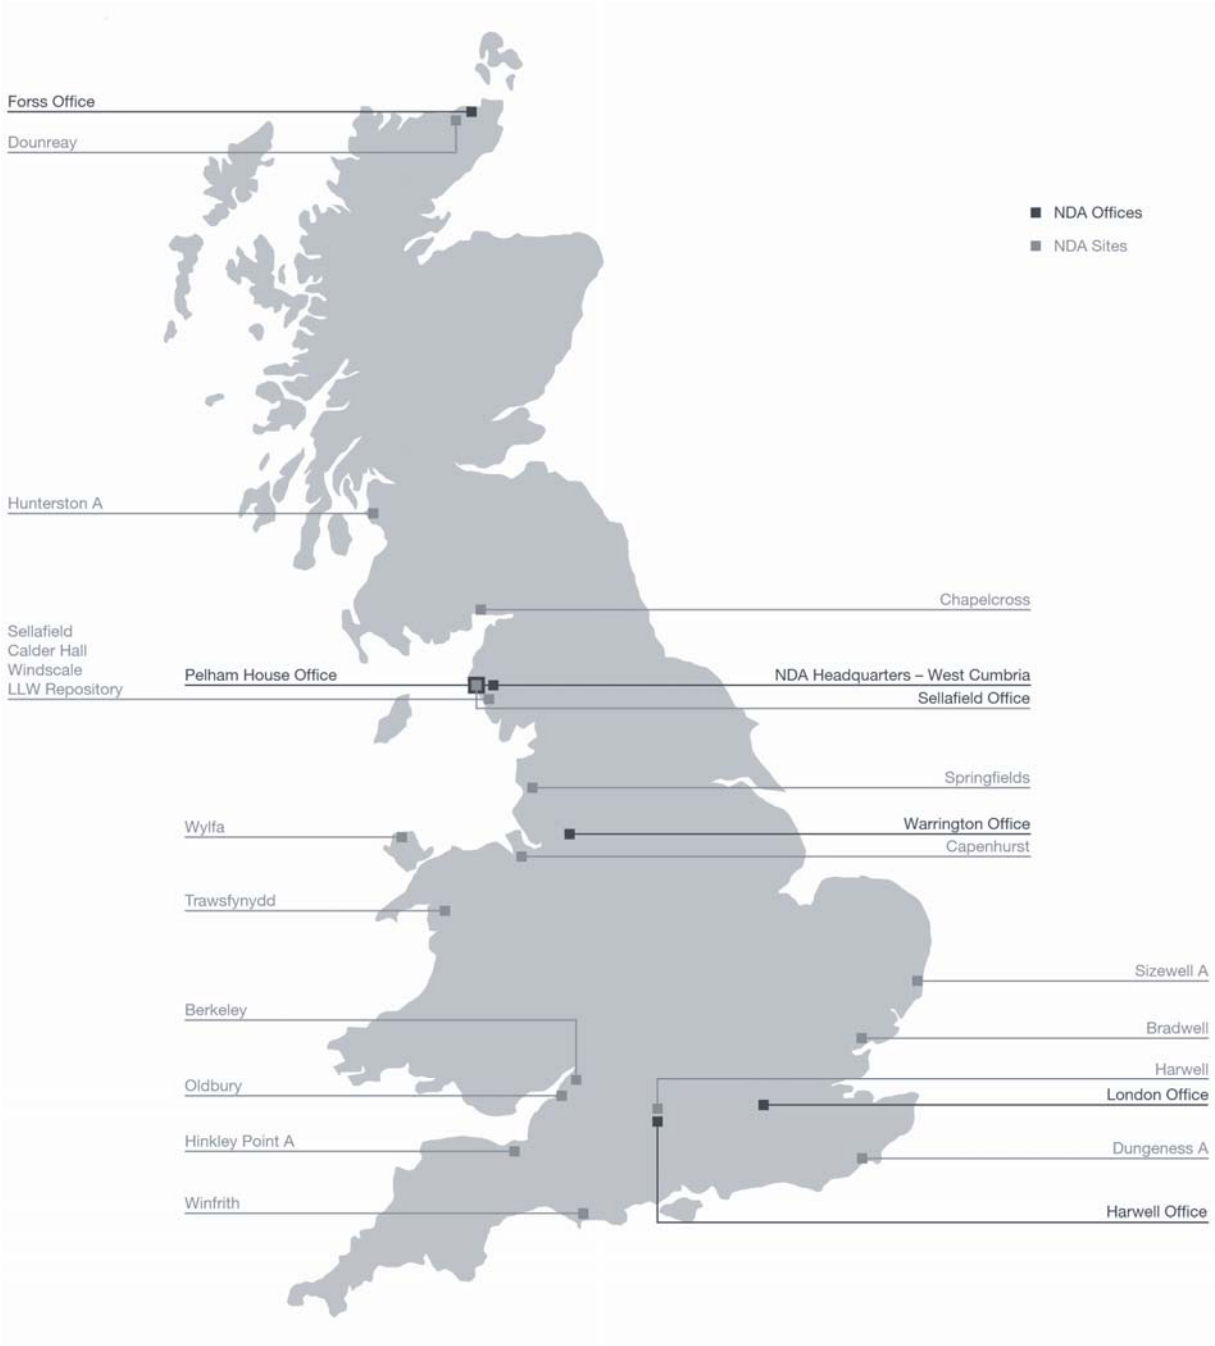 Forss Office
Dounreay
NDA Offices
NDA Sites
Hunterston A
Chapelcross
Sellafield
Calder Hall
Windscale
LLW Repository
Pelham House Office
NDA Headquarters – West Cumbria
Sellafield Office
Springfields
Wylfa
Warrington Office
Capenhurst
Trawsfynydd
Sizewell A
Berkeley
Bradwell
Harwell
Oldbury
London Office
Hinkley Point A
Dungeness A
Winfrith
Harwell Office